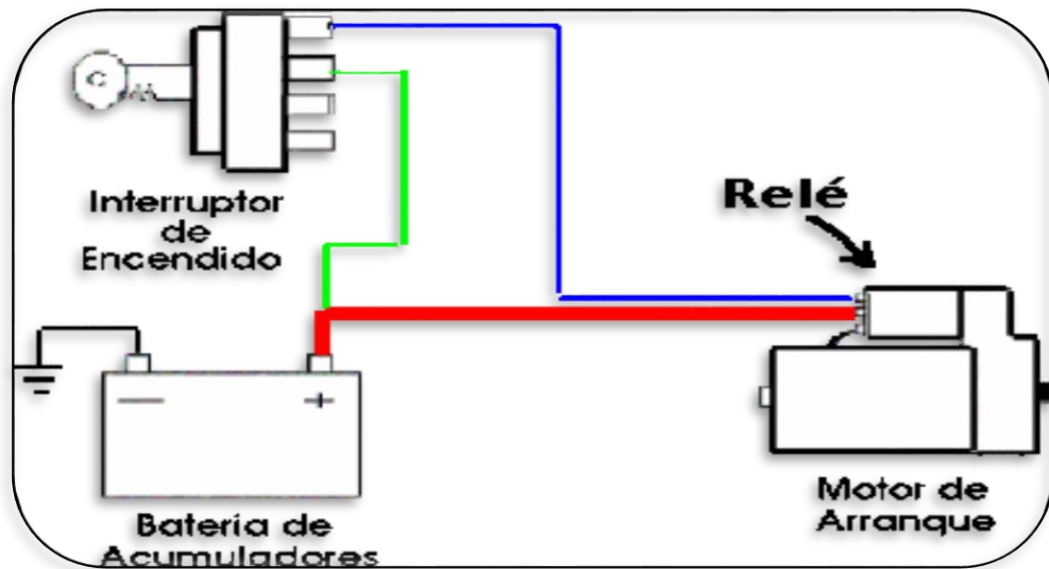 Interruptor
de
Encendido
Relé
— +
Batería de
Acumuladores
Motor de
Arranque